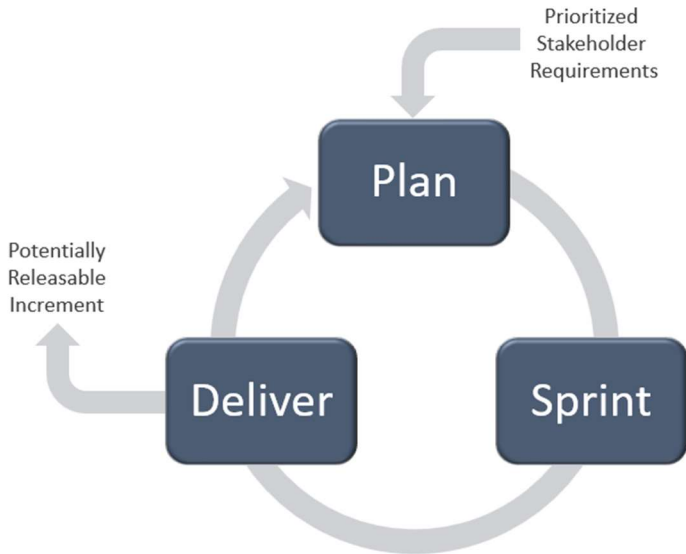 Prioritized
Stakeholder
Requirements
Plan
Potentially
Releasable
Increment
Deliver
Sprint